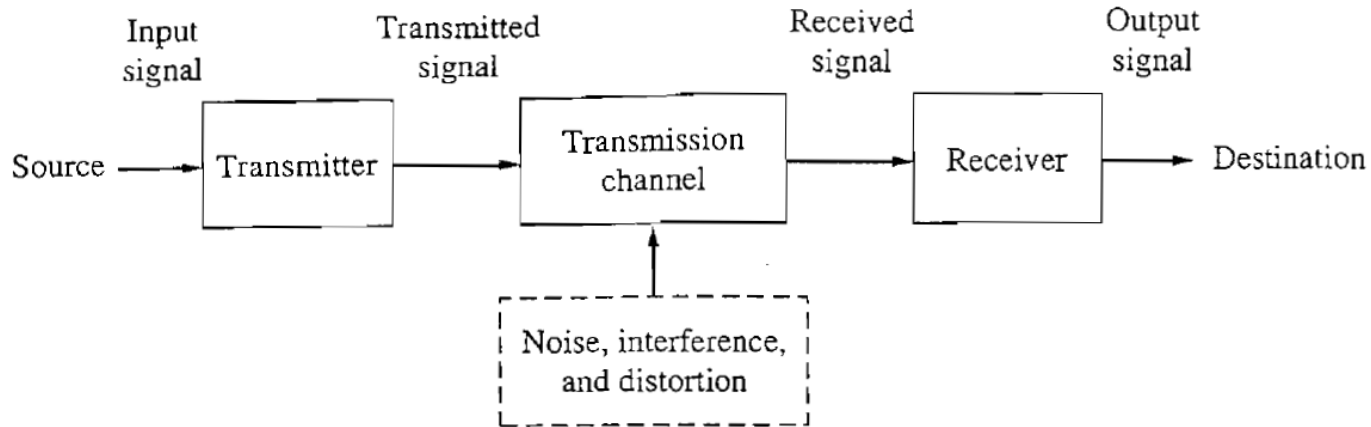 Input
signal
Transmitted
signal
Received
signal
Output
signal
Source
Transmitter
Transmission
channel
Receiver
Destination
Noise, interference,
and distortion